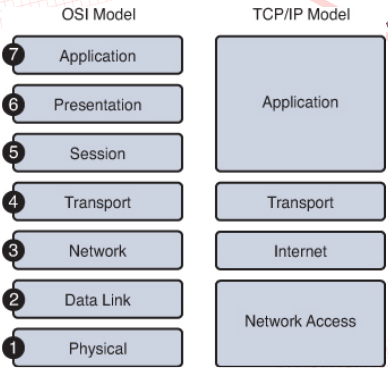 OSI Model TCP/IP Model
7 Application
6 Presentation
5 Session
Application
4 Transport Transport
3 Network Internet
2 Data Link
1 Physical
Network Access